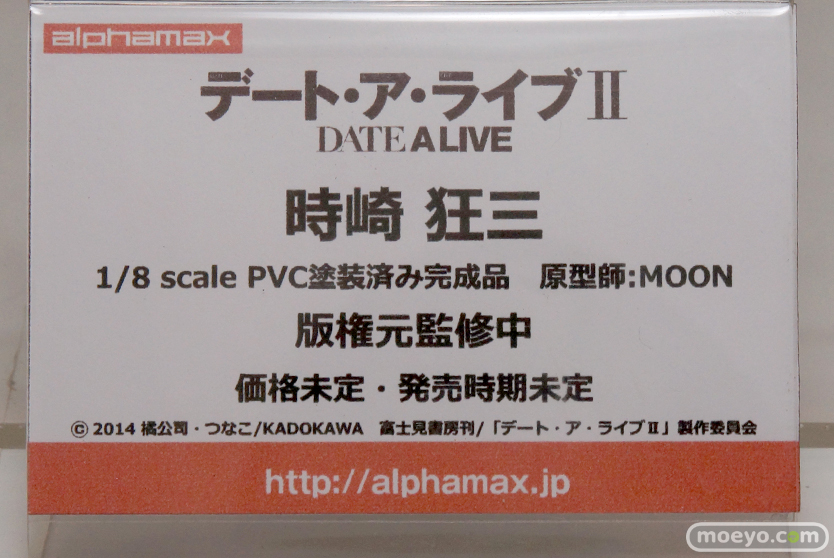 alphamax
デート・ア・ライブⅡ
DATE A LIVE
時崎 狂三
1/8 scale PVC塗装済み完成品　原型師:MOON
版権元監修中
価格未定・発売時期未定
© 2014 橘公司・つなこ/KADOKAWA　富士見書房刊/「デート・ア・ライブⅡ」製作委員会
http://alphamax.jp
moeyo.com